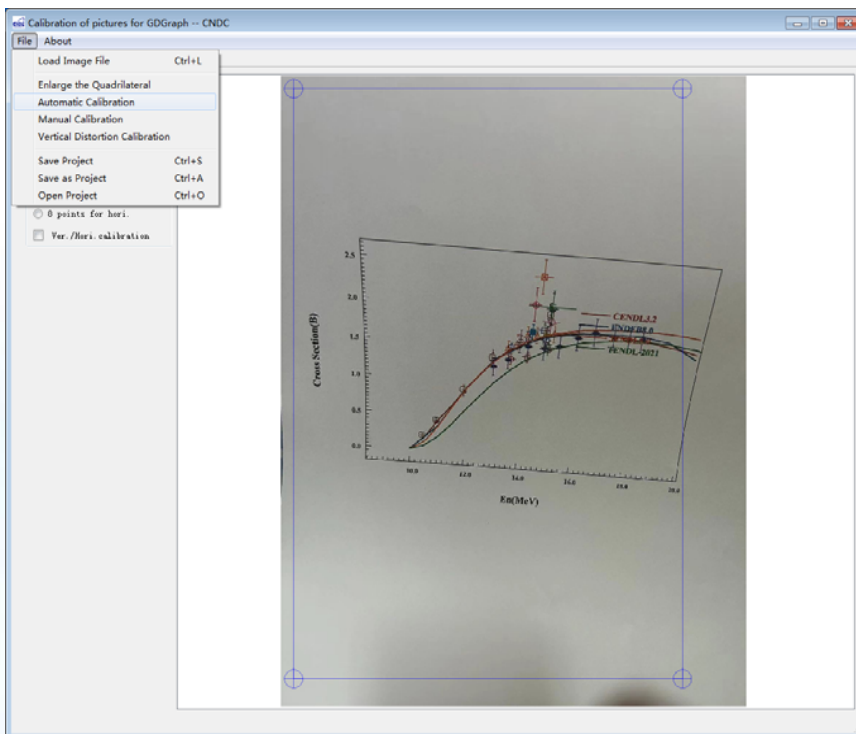 Calibration of pictures for GDGraph -- CNDC
File About
Load Image File Ctrl+L
Enlarge the Quadrilateral
Automatic Calibration
Manual Calibration
Vertical Distortion Calibration
Save Project Ctrl+S
Save as Project Ctrl+A
Open Project Ctrl+O
0 points for hori.
Ver./Hori.calibration
2.5
2.0
1.5
1.0
0.5
0.0
Cross Section(B)
CENDL3.2
TENDL-2021
10.0 12.0 14.0 16.0 18.0 20.0
En(MeV)